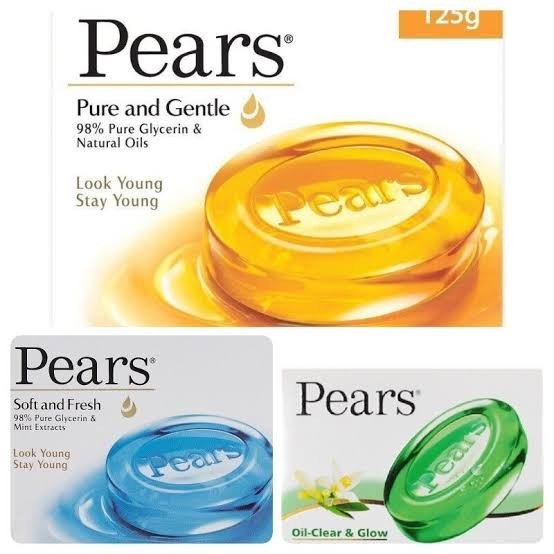 125g
Pears®
Pure and Gentle
98% Pure Glycerin &
Natural Oils
Look Young
Stay Young
Pears
Pears®
Soft and Fresh
98% Pure Glycerin &
Mint Extracts
Look Young
Stay Young
Pears
Pears®
Pears
Oil-Clear & Glow